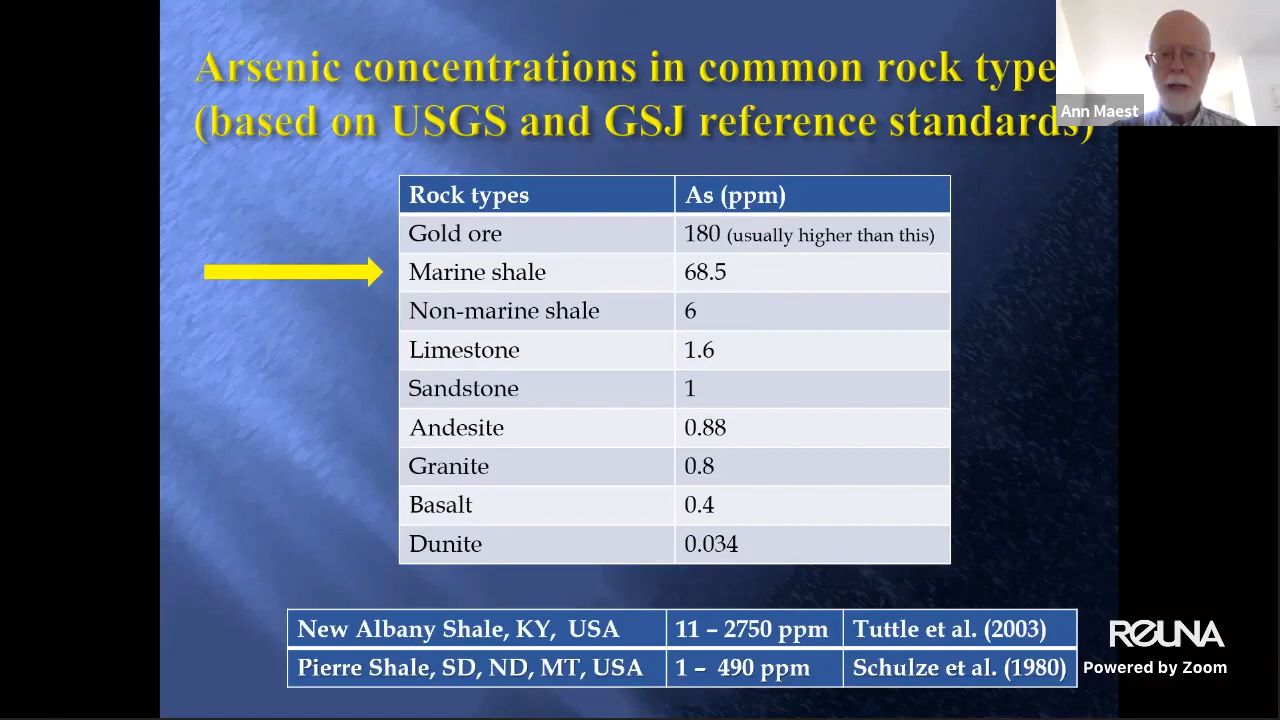 Arsenic concentrations in common rock type
(based on USGS and GSJ reference standards)
Ann Maest
Rock types As (ppm)
Gold ore 180 (usually higher than this)
Marine shale 68.5
Non-marine shale 6
Limestone 1.6
Sandstone 1
Andesite 0.88
Granite 0.8
Basalt 0.4
Dunite 0.034
New Albany Shale, KY, USA 11 – 2750 ppm Tuttle et al. (2003)
Pierre Shale, SD, ND, MT, USA 1 – 490 ppm Schulze et al. (1980)
REUNA
Powered by Zoom